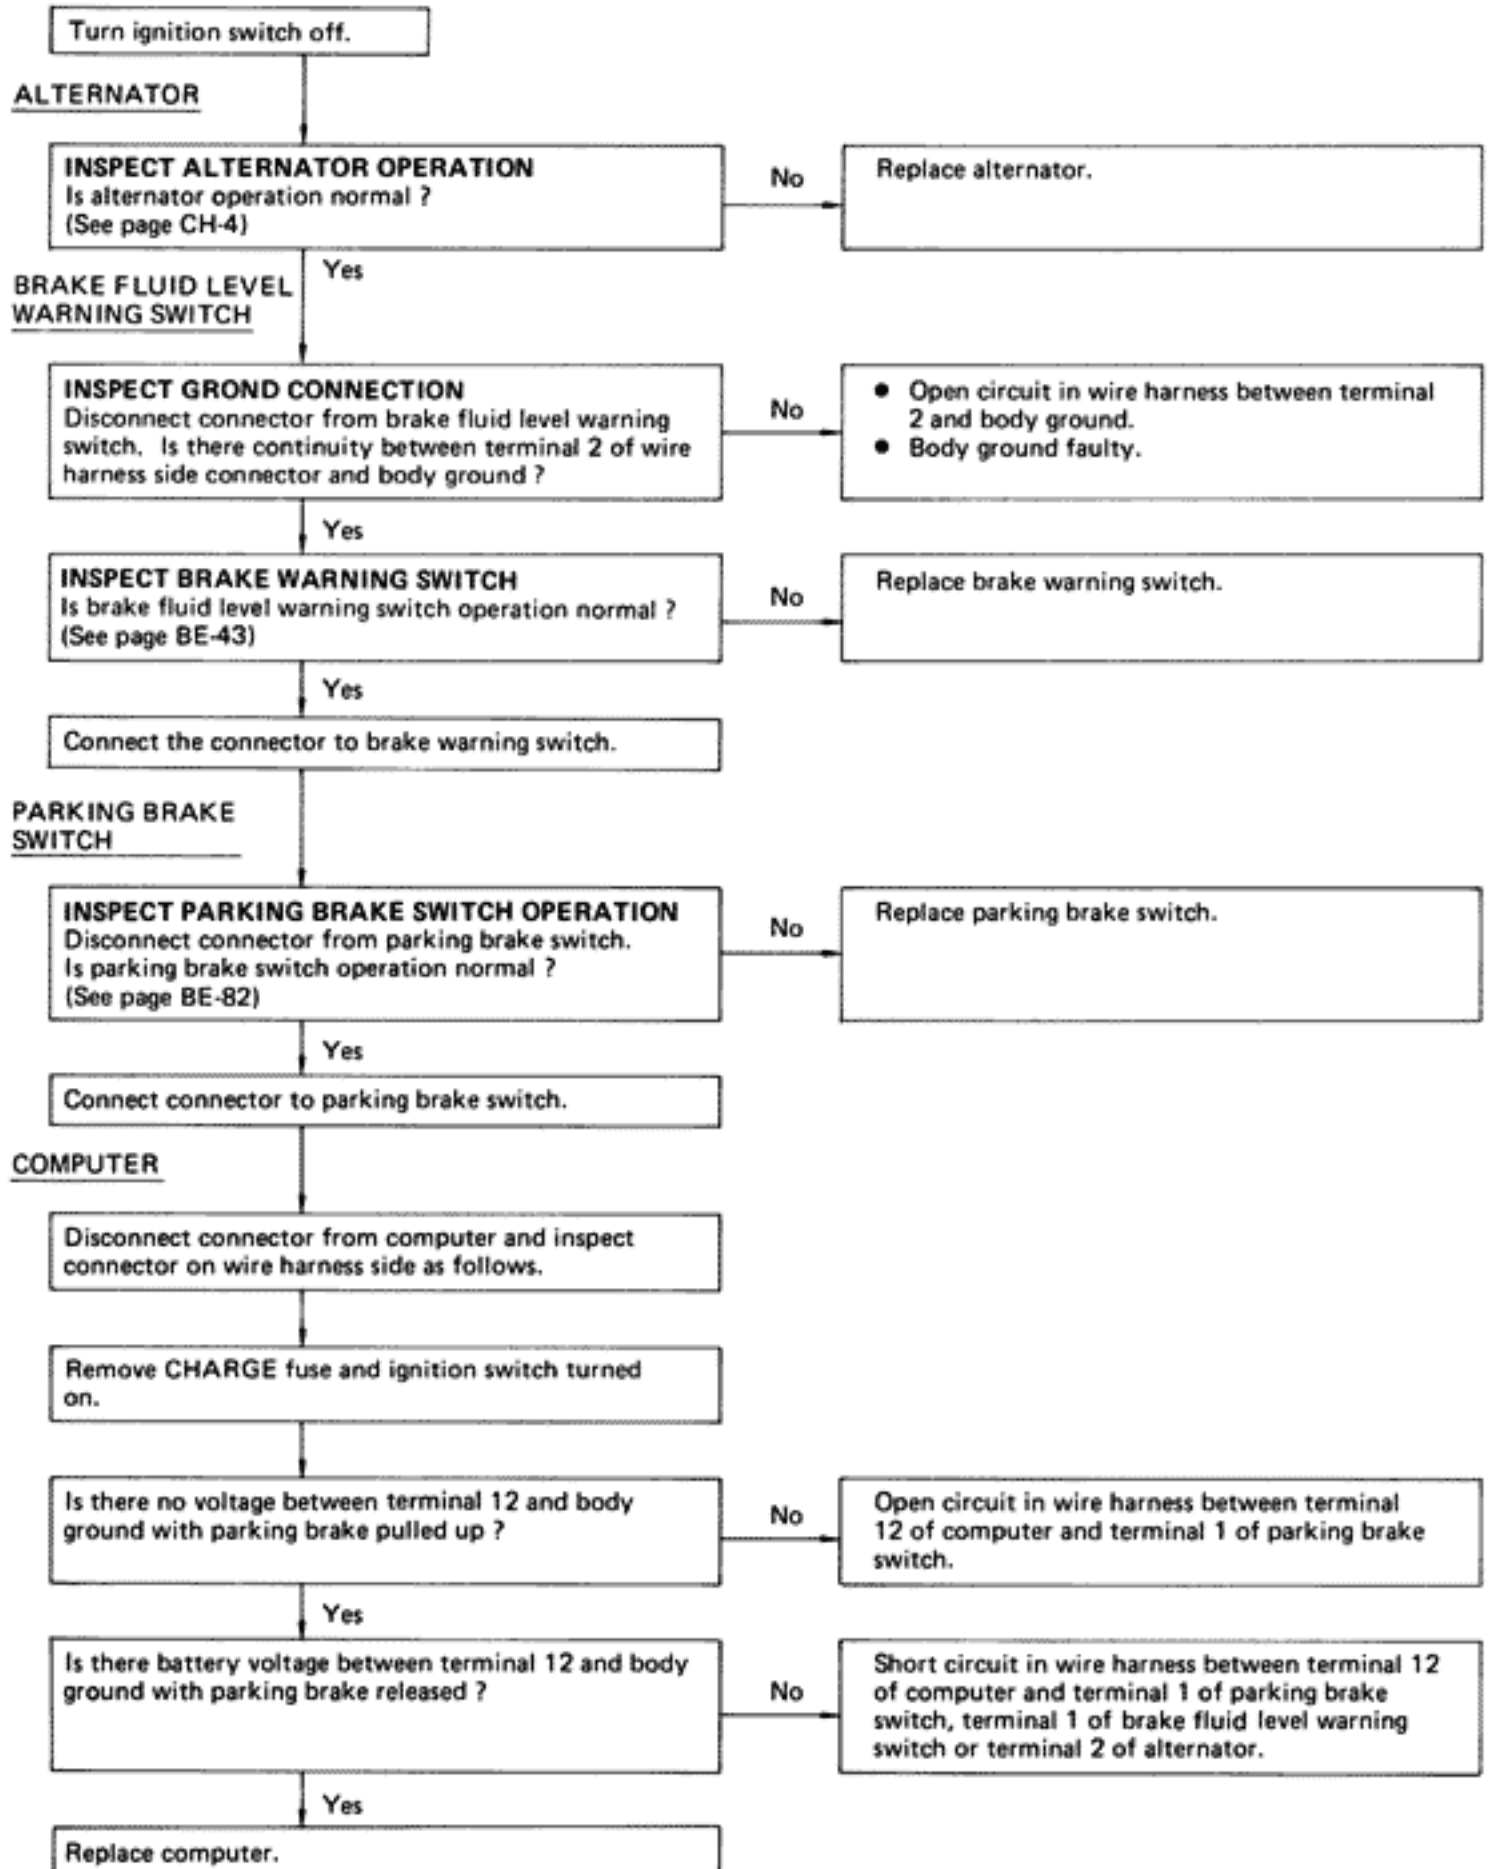 Turn ignition switch off.
ALTERNATOR
INSPECT ALTERNATOR OPERATION
Is alternator operation normal ?
(See page CH-4)
No
Replace alternator.
Yes
BRAKE FLUID LEVEL
WARNING SWITCH
INSPECT GROND CONNECTION
Disconnect connector from brake fluid level warning
switch. Is there continuity between terminal 2 of wire
harness side connector and body ground ?
No
● Open circuit in wire harness between terminal
2 and body ground.
● Body ground faulty.
Yes
INSPECT BRAKE WARNING SWITCH
Is brake fluid level warning switch operation normal ?
(See page BE-43)
No
Replace brake warning switch.
Yes
Connect the connector to brake warning switch.
PARKING BRAKE
SWITCH
INSPECT PARKING BRAKE SWITCH OPERATION
Disconnect connector from parking brake switch.
Is parking brake switch operation normal ?
(See page BE-82)
No
Replace parking brake switch.
Yes
Connect connector to parking brake switch.
COMPUTER
Disconnect connector from computer and inspect
connector on wire harness side as follows.
Remove CHARGE fuse and ignition switch turned
on.
Is there no voltage between terminal 12 and body
ground with parking brake pulled up ?
No
Open circuit in wire harness between terminal
12 of computer and terminal 1 of parking brake
switch.
Yes
Is there battery voltage between terminal 12 and body
ground with parking brake released ?
No
Short circuit in wire harness between terminal 12
of computer and terminal 1 of parking brake
switch, terminal 1 of brake fluid level warning
switch or terminal 2 of alternator.
Yes
Replace computer.